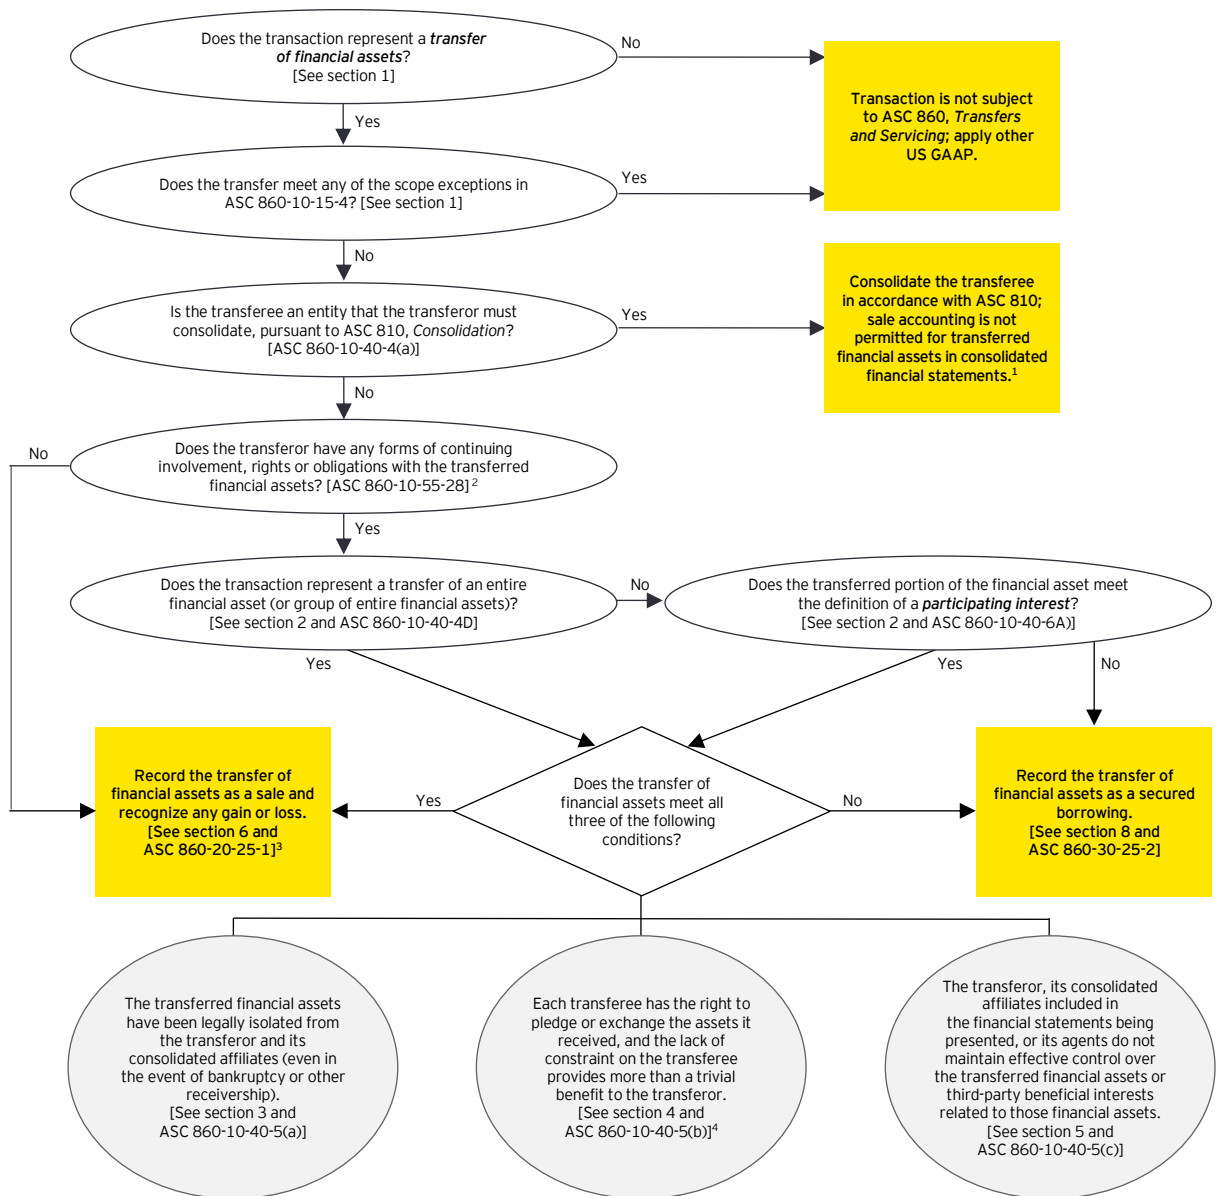 Does the transaction represent a transfer
of financial assets?
[See section 1]
No
Transaction is not subject
to ASC 860, Transfers
and Servicing; apply other
US GAAP.
Yes
Does the transfer meet any of the scope exceptions in
ASC 860-10-15-4? [See section 1]
Yes
No
Is the transferee an entity that the transferor must
consolidate, pursuant to ASC 810, Consolidation?
[ASC 860-10-40-4(a)]
Yes
Consolidate the transferee
in accordance with ASC 810;
sale accounting is not
permitted for transferred
financial assets in consolidated
financial statements.1
No
Does the transferor have any forms of continuing
involvement, rights or obligations with the transferred
financial assets? [ASC 860-10-55-28] 2
No
Yes
Does the transaction represent a transfer of an entire
financial asset (or group of entire financial assets)?
[See section 2 and ASC 860-10-40-4D]
No
Does the transferred portion of the financial asset meet
the definition of a participating interest?
[See section 2 and ASC 860-10-40-6A)]
Yes
Yes
No
Record the transfer of
financial assets as a sale and
recognize any gain or loss.
[See section 6 and
ASC 860-20-25-1]3
Yes
Does the transfer of
financial assets meet all
three of the following
conditions?
No
Record the transfer of
financial assets as a secured
borrowing.
[See section 8 and
ASC 860-30-25-2]
The transferred financial assets
have been legally isolated from
the transferor and its
consolidated affiliates (even in
the event of bankruptcy or other
receivership).
[See section 3 and
ASC 860-10-40-5(a)]
Each transferee has the right to
pledge or exchange the assets it
received, and the lack of
constraint on the transferee
provides more than a trivial
benefit to the transferor.
[See section 4 and
ASC 860-10-40-5(b)]4
The transferor, its consolidated
affiliates included in
the financial statements being
presented, or its agents do not
maintain effective control over
the transferred financial assets or
third-party beneficial interests
related to those financial assets.
[See section 5 and
ASC 860-10-40-5(c)]